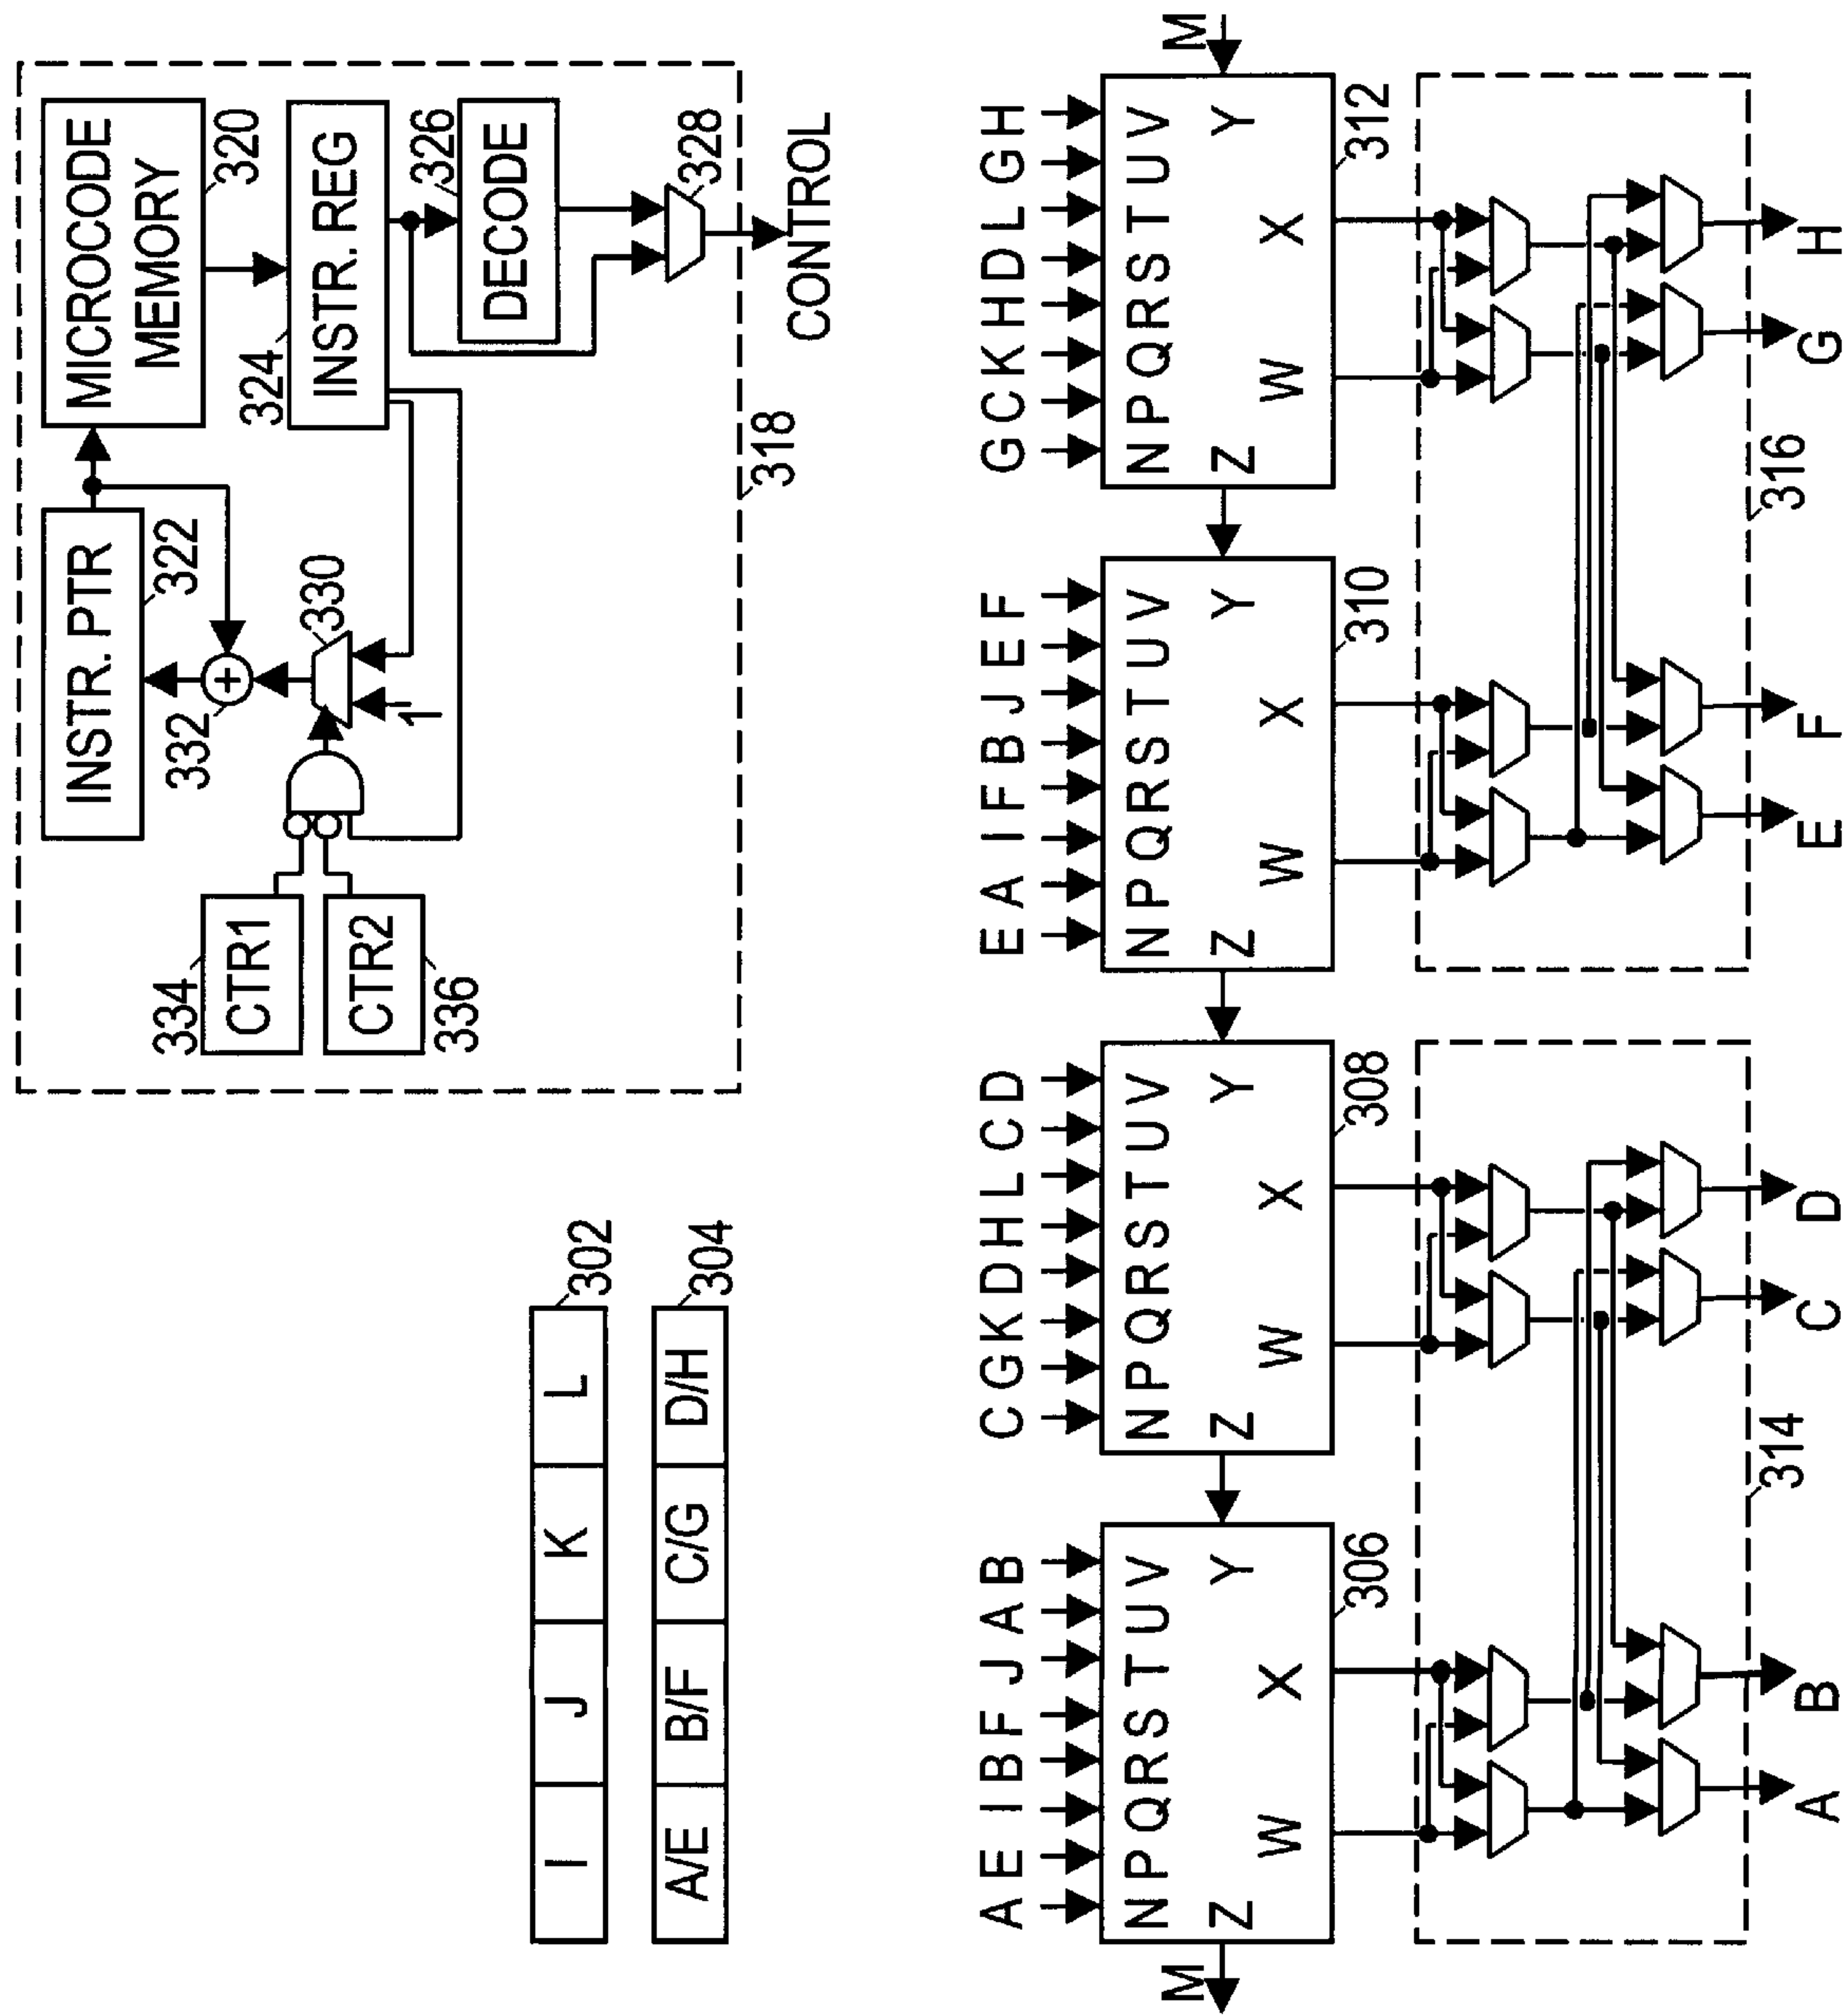 MICROCODE
MEMORY
320
INSTR. PTR
322
324
INSTR. REG
326
DECODE
328
CONTROL
330
332
1
334
CTR1
CTR2
336
318
I J K L
302
A/E B/F C/G D/H
304
A E I B F J A B
N P Q R S T U V
Z Y
W X
306
M
C G K D H L C D
N P Q R S T U V
Z Y
W X
308
E A I F B J E F
N P Q R S T U V
Z Y
W X
310
G C K H D L G H
N P Q R S T U V
Z Y
W X
312
M
314
316
A B C D E F G H